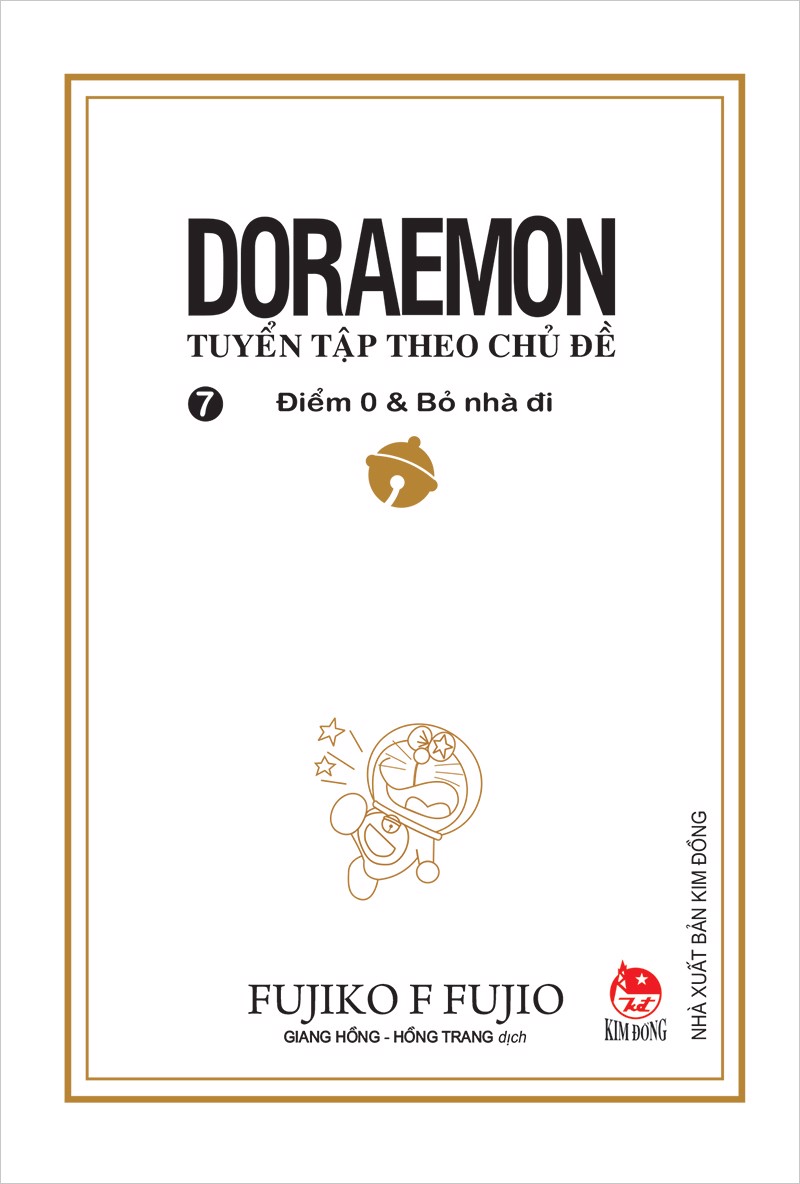 DORAEMON
TUYỂN TẬP THEO CHỦ ĐỀ
7 Điểm 0 & Bỏ nhà đi
FUJIKO F FUJIO
GIANG HỒNG - HỒNG TRANG dịch
kđ
KIM ĐỒNG
NHÀ XUẤT BẢN KIM ĐỒNG